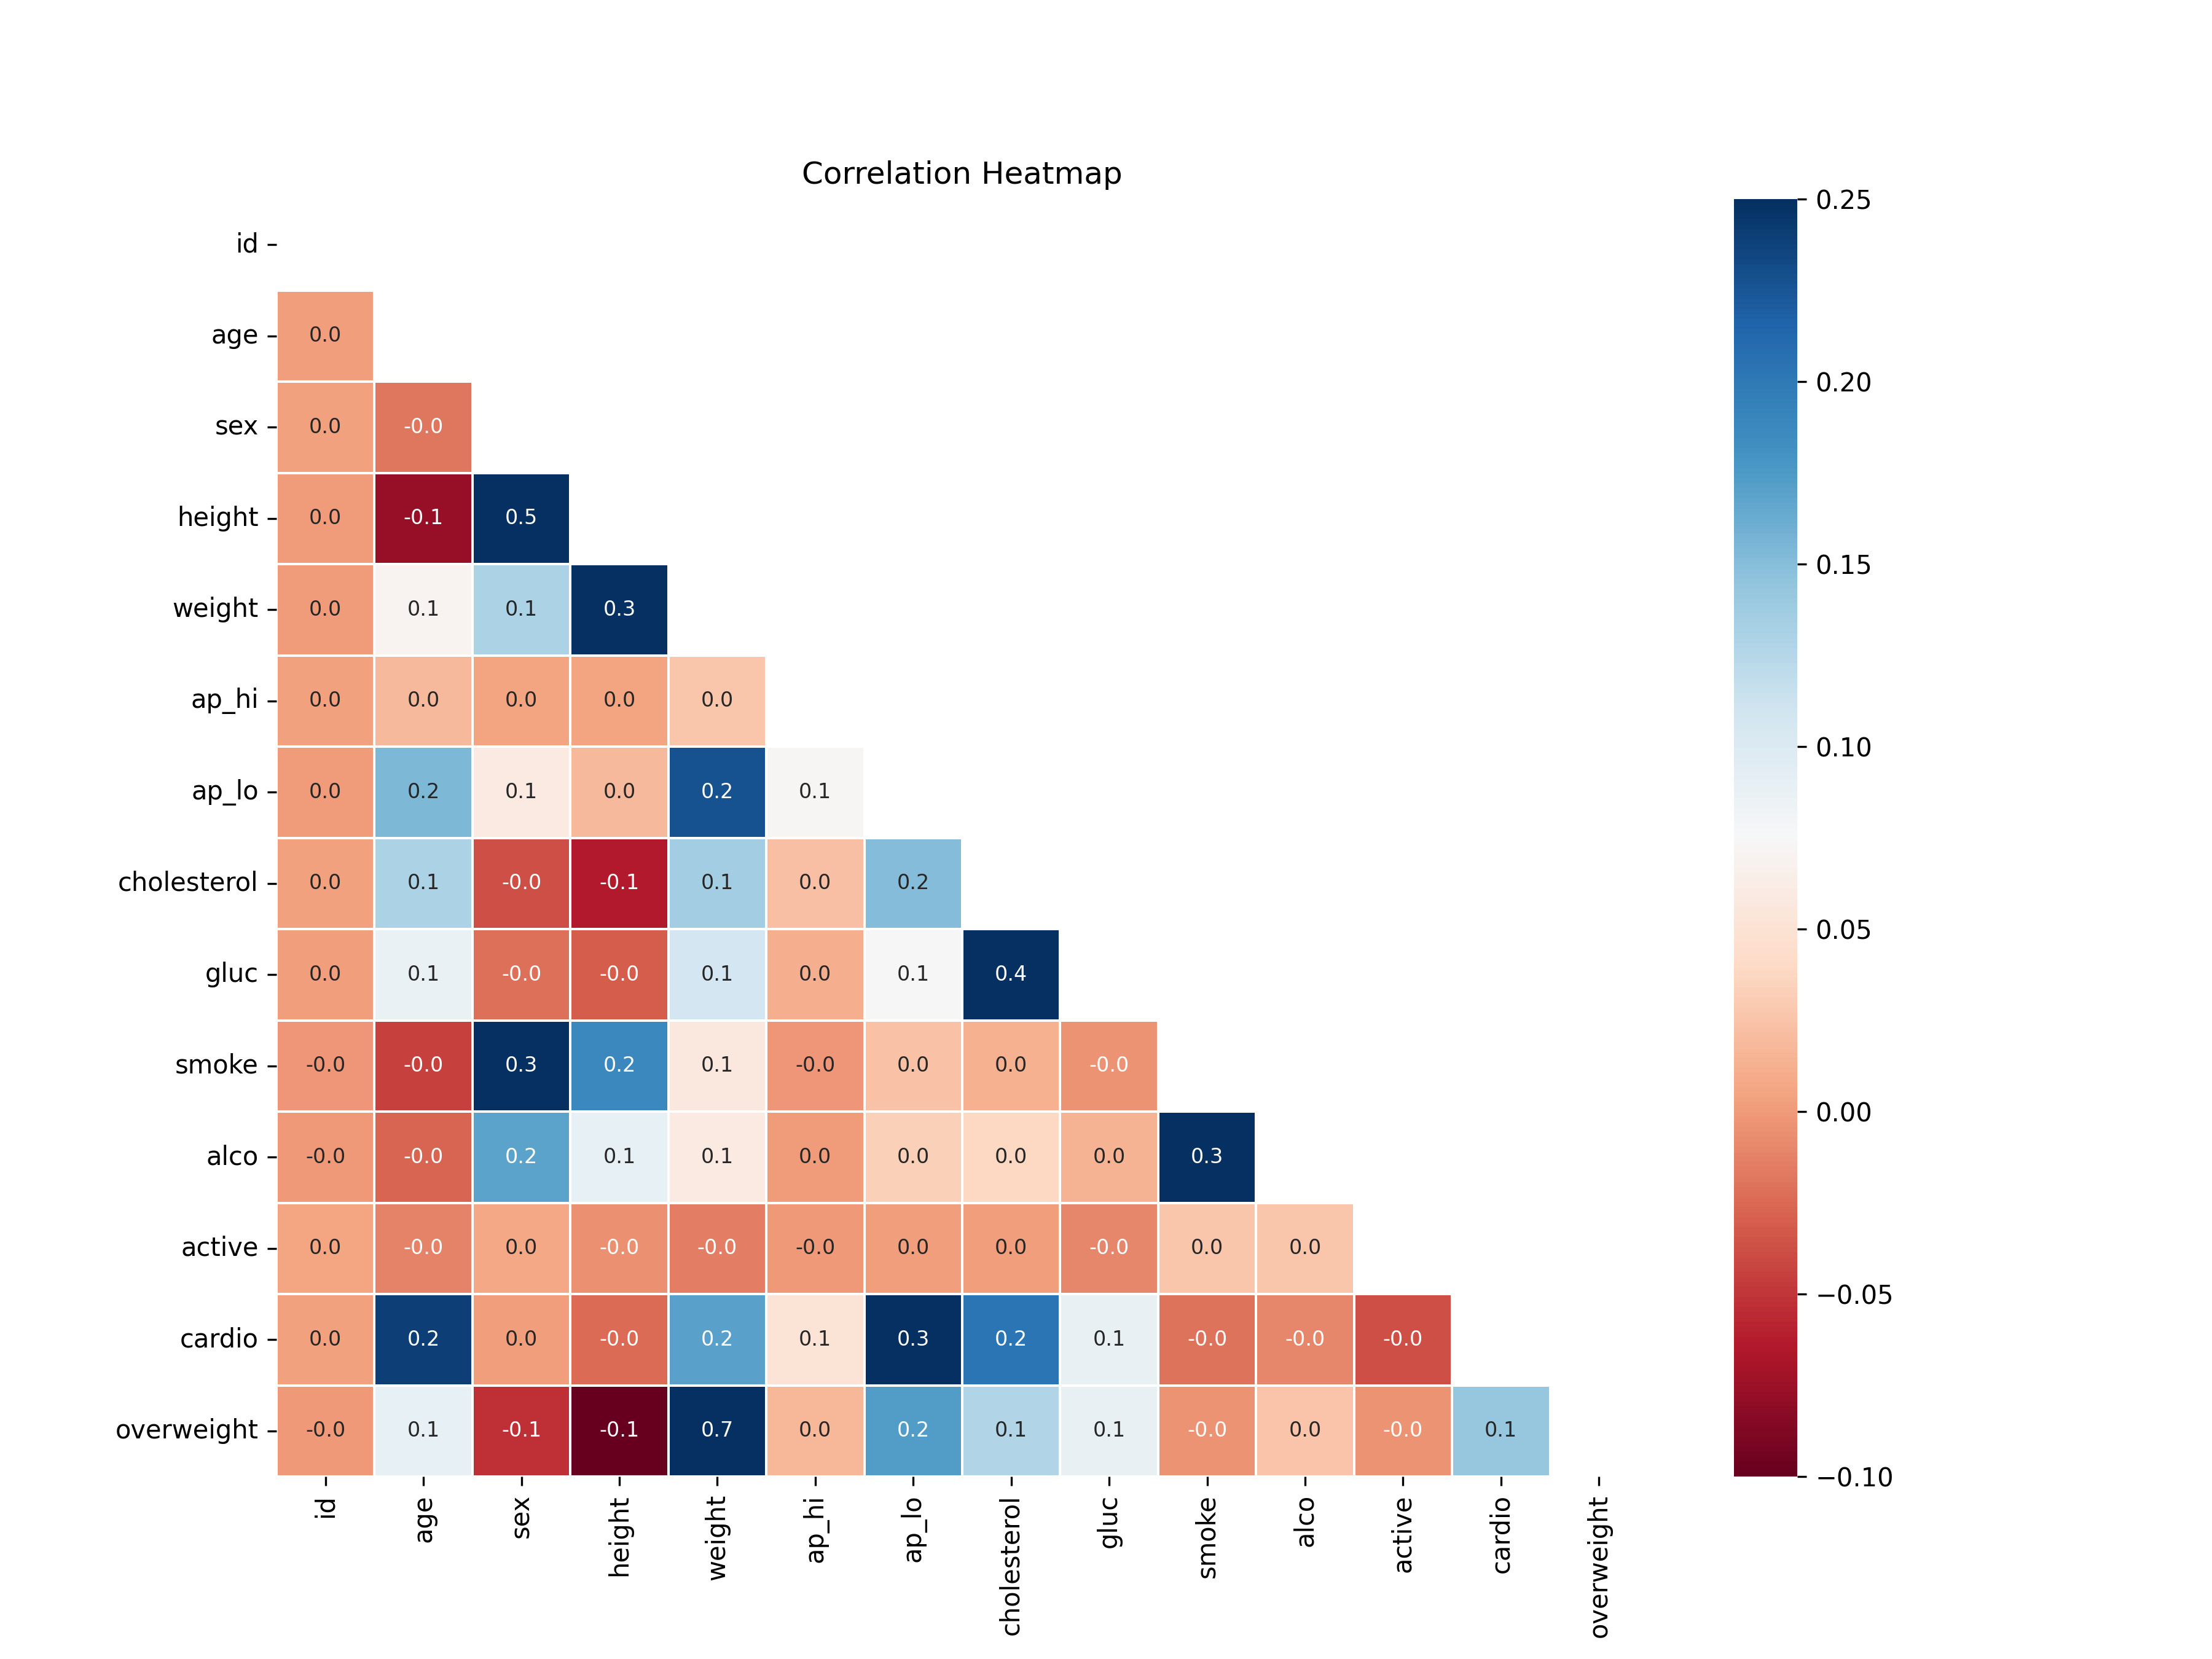 Correlation Heatmap
id
age 0.0
sex 0.0 -0.0
height 0.0 -0.1 0.5
weight 0.0 0.1 0.1 0.3
ap_hi 0.0 0.0 0.0 0.0 0.0
ap_lo 0.0 0.2 0.1 0.0 0.2 0.1
cholesterol 0.0 0.1 -0.0 -0.1 0.1 0.0 0.2
gluc 0.0 0.1 -0.0 -0.0 0.1 0.0 0.1 0.4
smoke -0.0 -0.0 0.3 0.2 0.1 -0.0 0.0 0.0 -0.0
alco -0.0 -0.0 0.2 0.1 0.1 0.0 0.0 0.0 0.0 0.3
active 0.0 -0.0 0.0 -0.0 -0.0 -0.0 0.0 0.0 -0.0 0.0 0.0
cardio 0.0 0.2 0.0 -0.0 0.2 0.1 0.3 0.2 0.1 -0.0 -0.0 -0.0
overweight -0.0 0.1 -0.1 -0.1 0.7 0.0 0.2 0.1 0.1 -0.0 0.0 -0.0 0.1
id age sex height weight ap_hi ap_lo cholesterol gluc smoke alco active cardio overweight
0.25
0.20
0.15
0.10
0.05
0.00
−0.05
−0.10